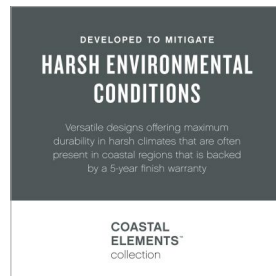 DEVELOPED TO MITIGATE
HARSH ENVIRONMENTAL
CONDITIONS
Versatile designs offering maximum
durability in harsh climates that are often
present in coastal regions that is backed
by a 5-year finish warranty
COASTAL
ELEMENTS™
collection